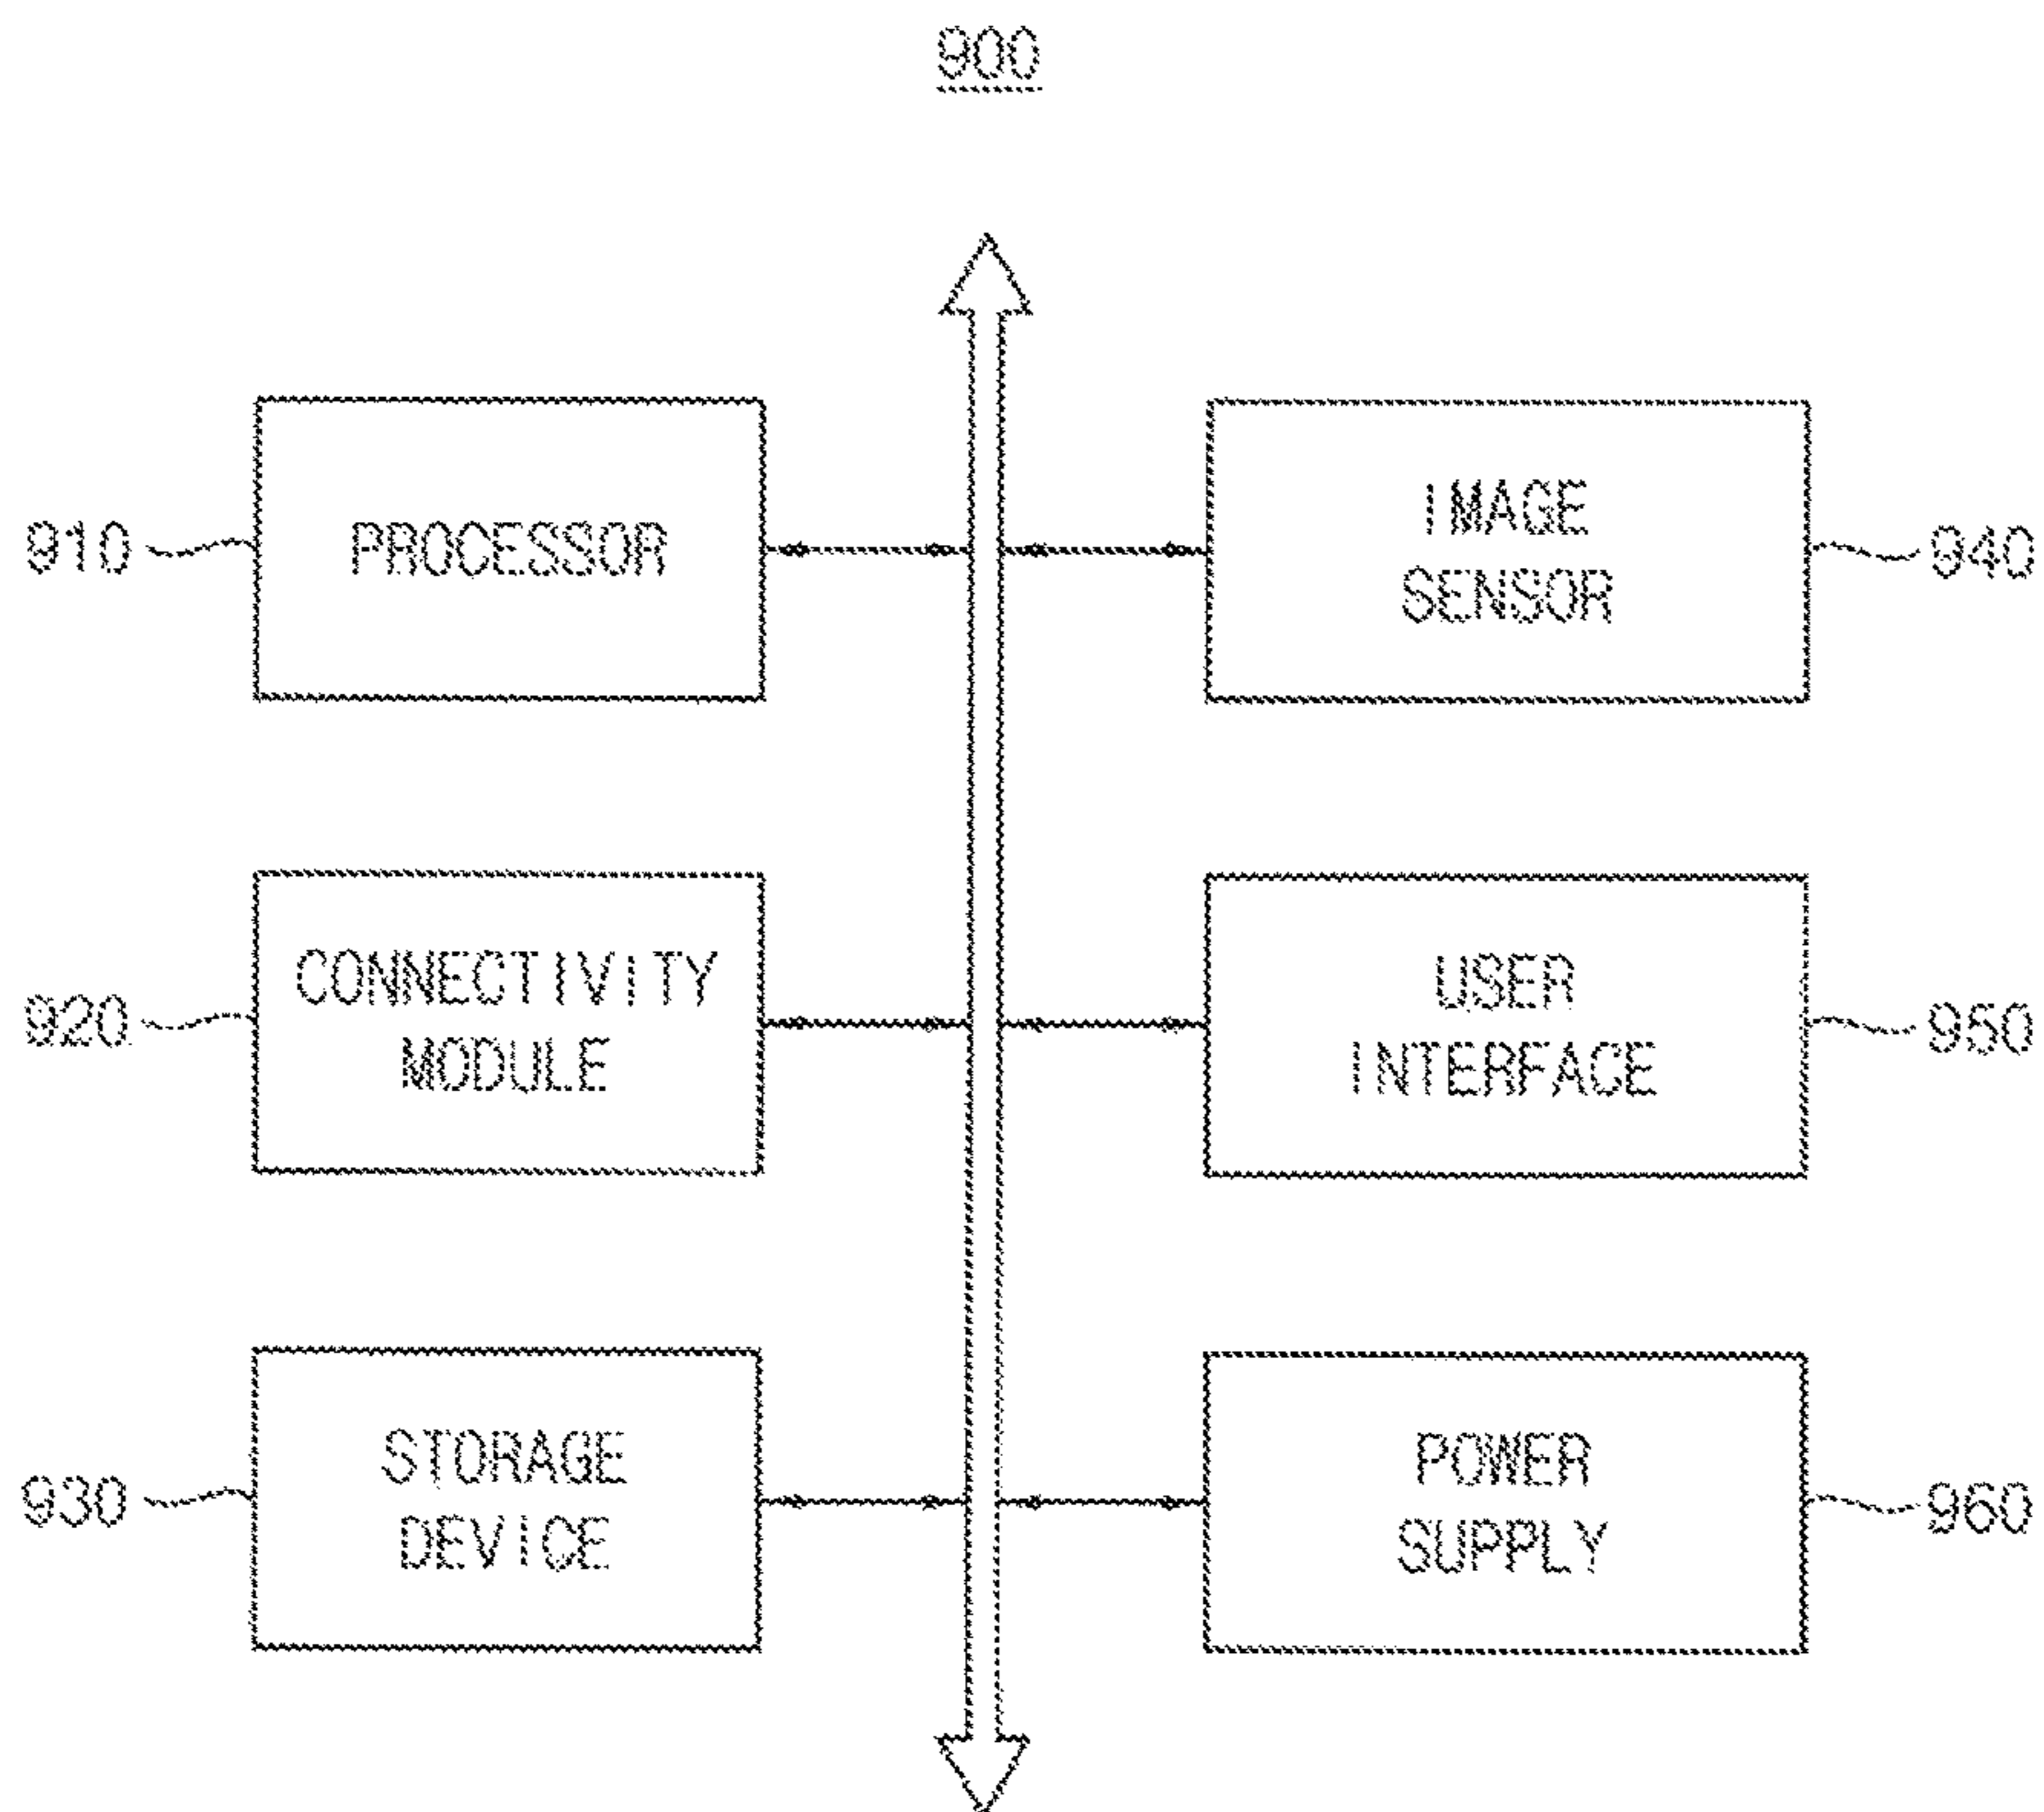 900
910
PROCESSOR
IMAGE
SENSOR
940
920
CONNECTIVITY
MODULE
USER
INTERFACE
950
930
STORAGE
DEVICE
POWER
SUPPLY
960